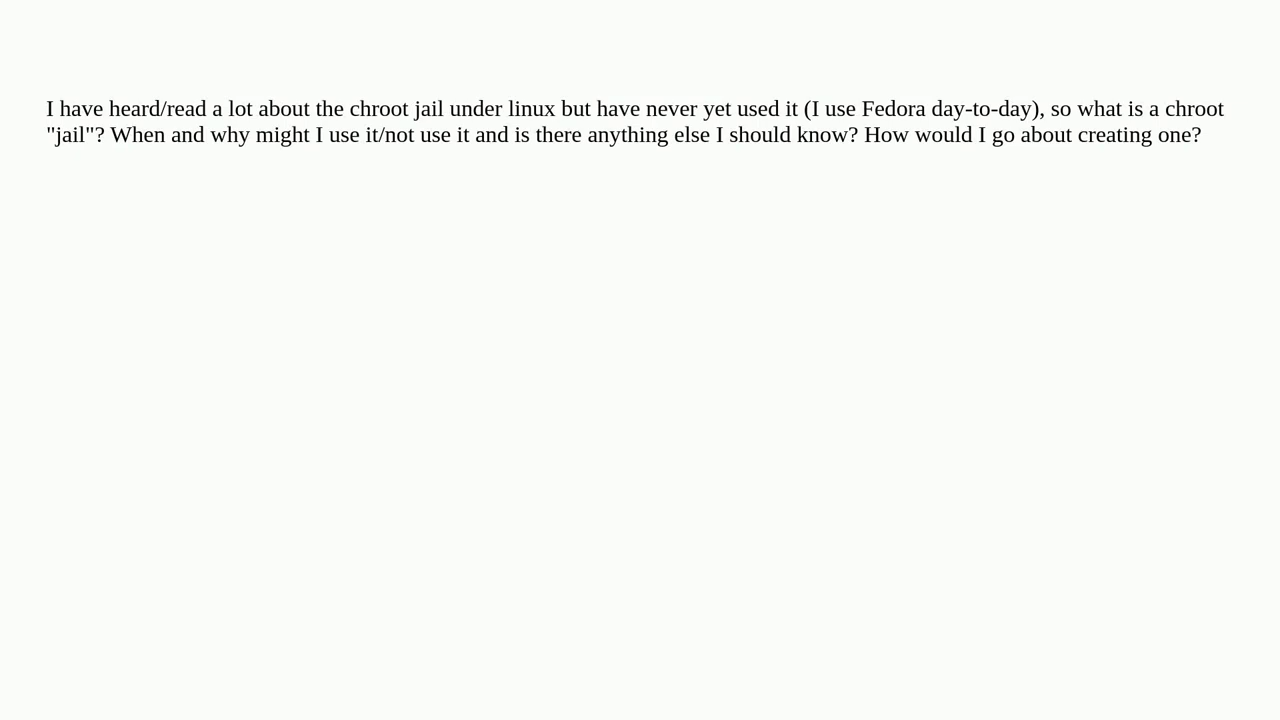 I have heard/read a lot about the chroot jail under linux but have never yet used it (I use Fedora day-to-day), so what is a chroot
"jail"? When and why might I use it/not use it and is there anything else I should know? How would I go about creating one?